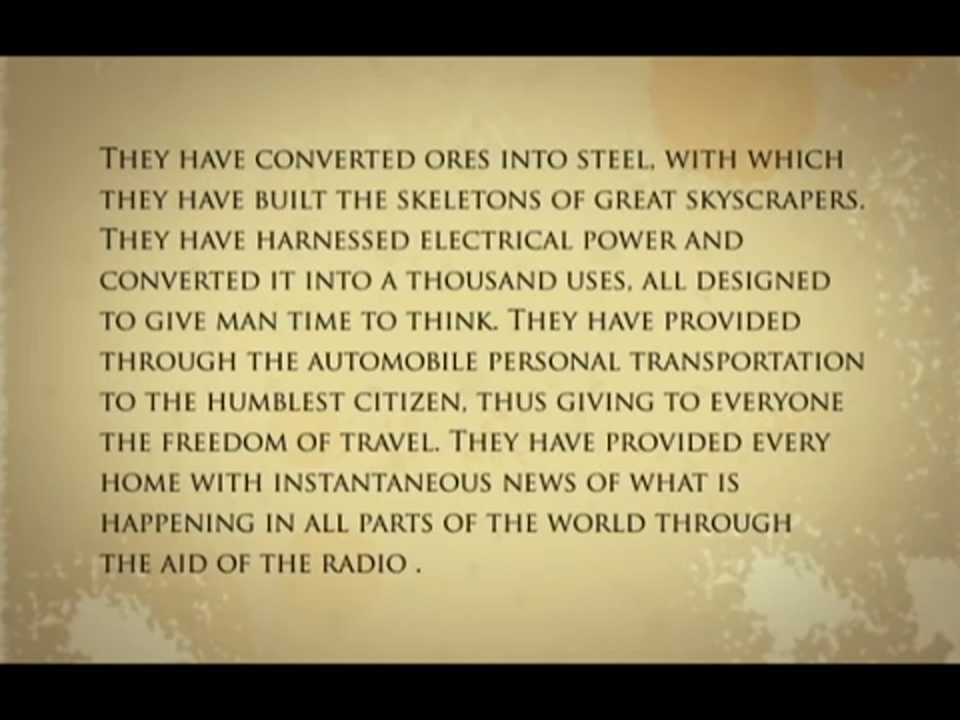 They have converted ores into steel, with which
they have built the skeletons of great skyscrapers.
They have harnessed electrical power and
converted it into a thousand uses, all designed
to give man time to think. They have provided
through the automobile personal transportation
to the humblest citizen, thus giving to everyone
the freedom of travel. They have provided every
home with instantaneous news of what is
happening in all parts of the world through
the aid of the radio .